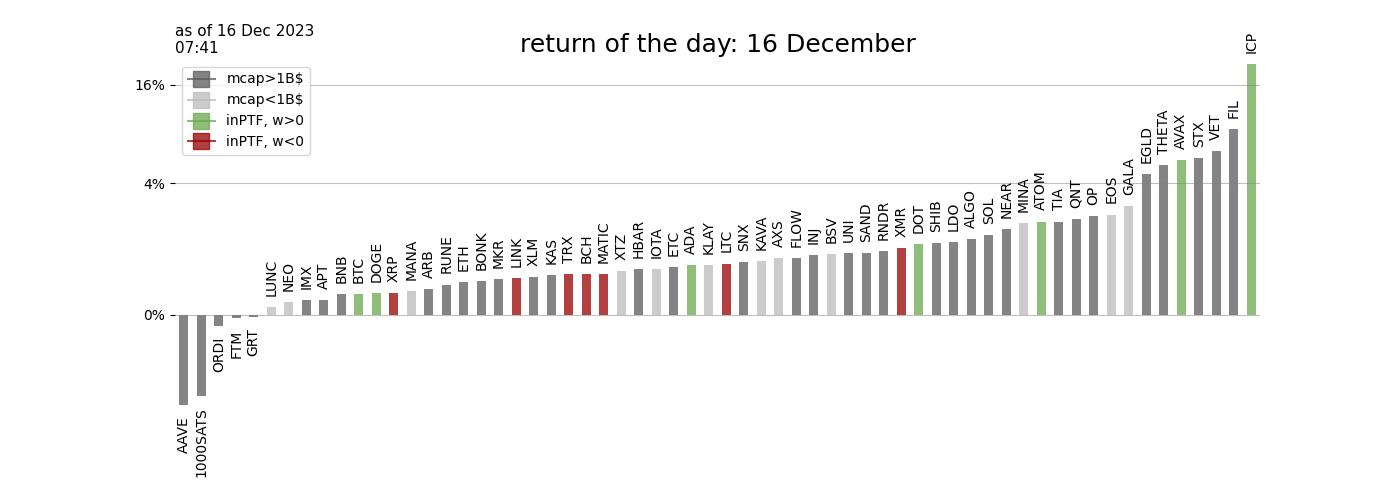 as of 16 Dec 2023
07:41
return of the day: 16 December
mcap>1B$
mcap<1B$
inPTF, w>0
inPTF, w<0
16%
4%
0%
AAVE
1000SATS
ORDI
FTM
GRT
LUNC
NEO
IMX
APT
BNB
BTC
DOGE
XRP
MANA
ARB
RUNE
ETH
BONK
MKR
LINK
XLM
KAS
TRX
BCH
MATIC
XTZ
HBAR
IOTA
ETC
ADA
KLAY
LTC
SNX
KAVA
AXS
FLOW
INJ
BSV
UNI
SAND
RNDR
XMR
DOT
SHIB
LDO
ALGO
SOL
NEAR
MINA
ATOM
TIA
QNT
OP
EOS
GALA
EGLD
THETA
AVAX
STX
VET
FIL
ICP